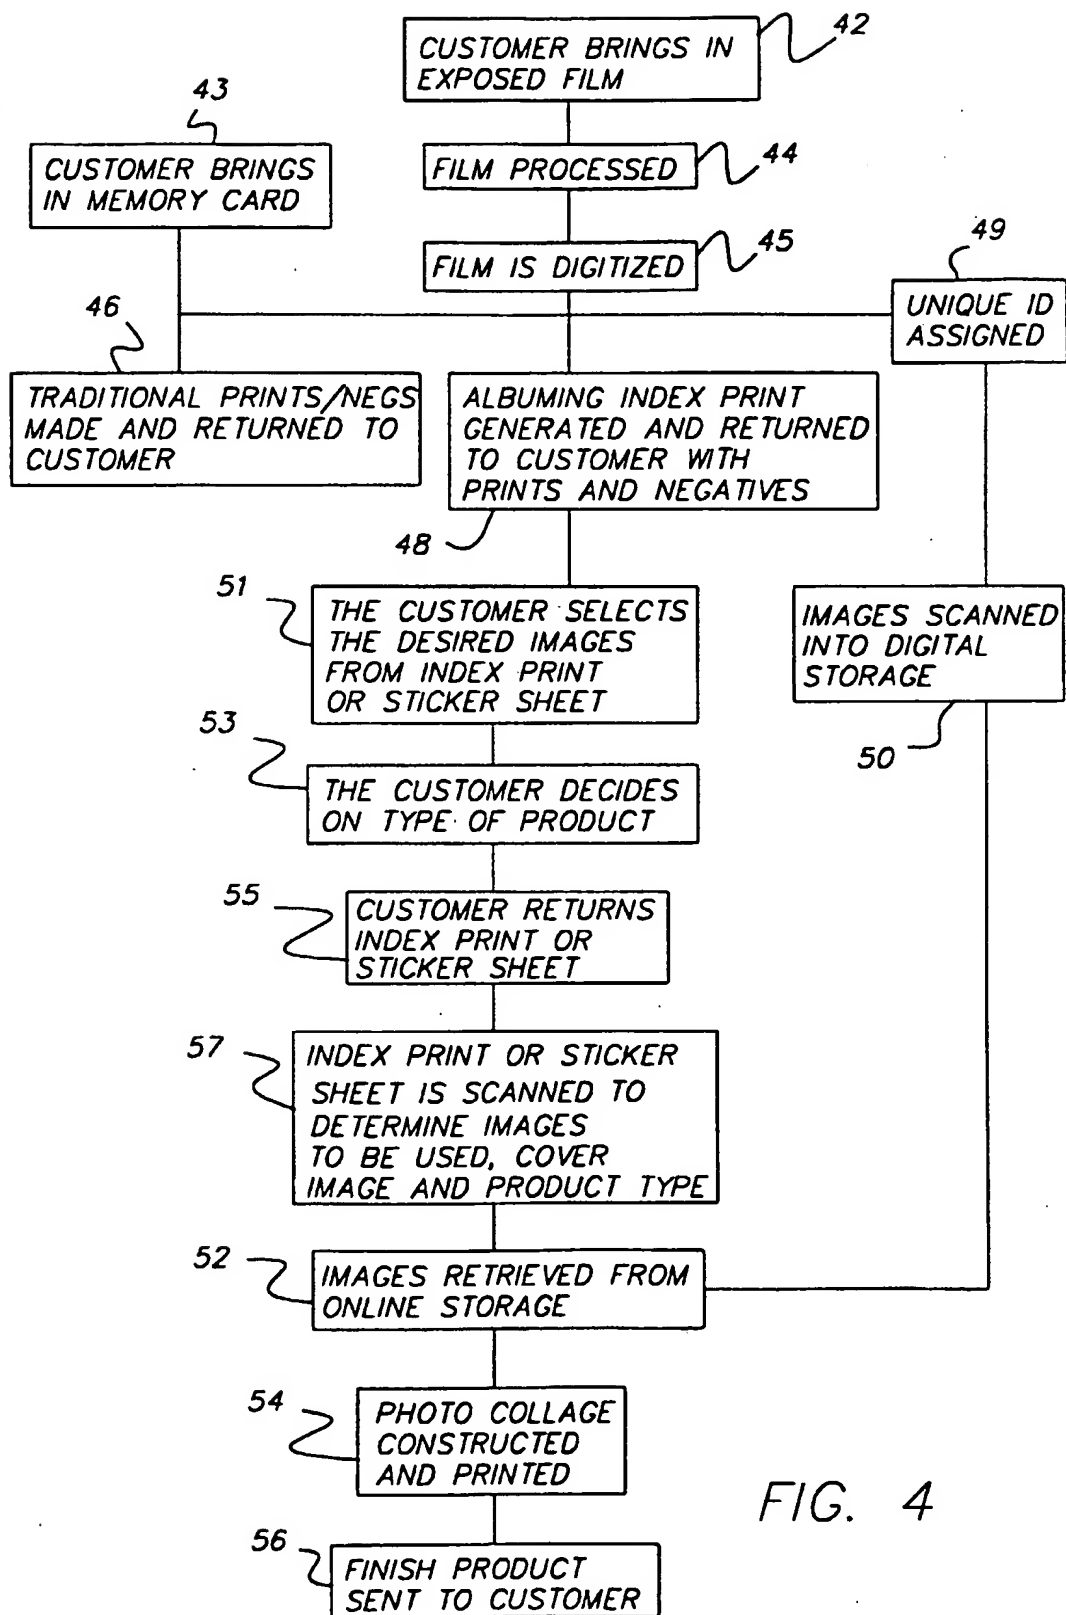 42
CUSTOMER BRINGS IN
EXPOSED FILM
43
CUSTOMER BRINGS
IN MEMORY CARD
44
FILM PROCESSED
45
FILM IS DIGITIZED
49
UNIQUE ID
ASSIGNED
46
TRADITIONAL PRINTS/NEGS
MADE AND RETURNED TO
CUSTOMER
ALBUMING INDEX PRINT
GENERATED AND RETURNED
TO CUSTOMER WITH
PRINTS AND NEGATIVES
48
51
THE CUSTOMER SELECTS
THE DESIRED IMAGES
FROM INDEX PRINT
OR STICKER SHEET
IMAGES SCANNED
INTO DIGITAL
STORAGE
50
53
THE CUSTOMER DECIDES
ON TYPE OF PRODUCT
55
CUSTOMER RETURNS
INDEX PRINT OR
STICKER SHEET
57
INDEX PRINT OR STICKER
SHEET IS SCANNED TO
DETERMINE IMAGES
TO BE USED, COVER
IMAGE AND PRODUCT TYPE
52
IMAGES RETRIEVED FROM
ONLINE STORAGE
54
PHOTO COLLAGE
CONSTRUCTED
AND PRINTED
FIG. 4
56
FINISH PRODUCT
SENT TO CUSTOMER